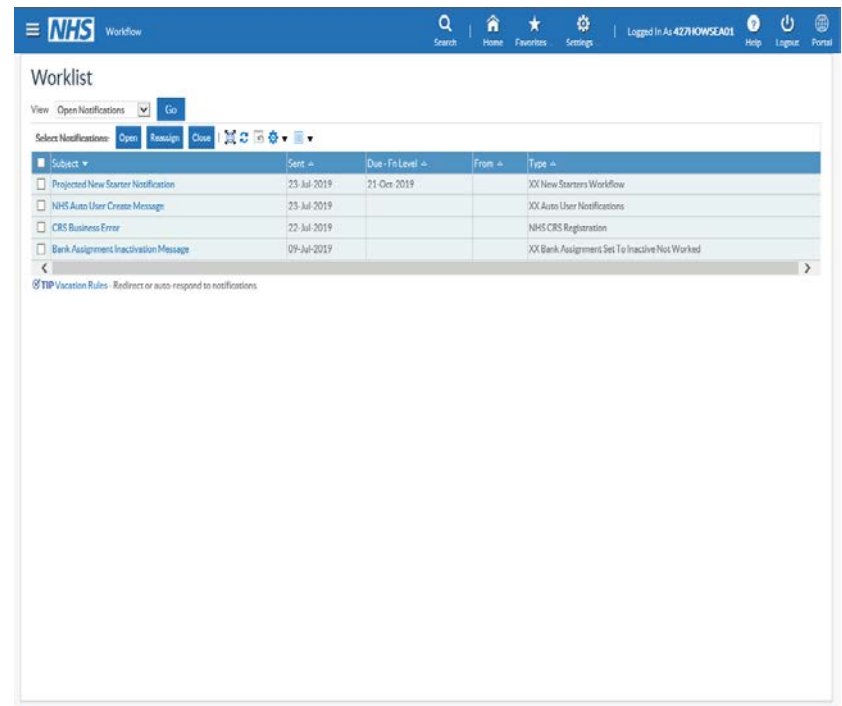 NHS Workflow
Search Home Favorites Settings Logged In As 427HOWSEA01 Help Logout Portal
Worklist
View Open Notifications Go
Select Notifications: Open Reassign Close
Subject Sent Due - Fn Level From Type
Projected New Starter Notification 23-Jul-2019 21-Oct-2019 XX New Starters Workflow
NHS Auto User Create Message 23-Jul-2019 XX Auto User Notifications
CRS Business Error 22-Jul-2019 NHS CRS Registration
Bank Assignment Inactivation Message 09-Jul-2019 XX Bank Assignment Set To Inactive Not Worked
TIP Vacation Rules - Redirect or auto-respond to notifications